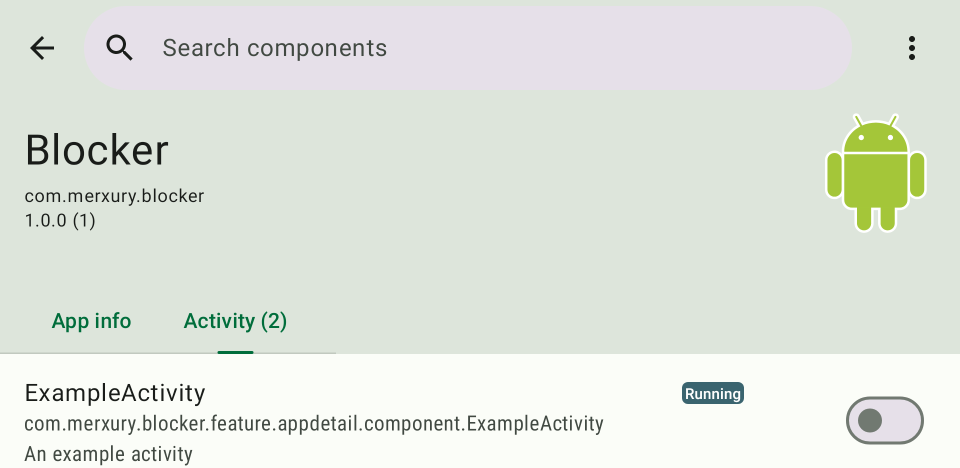 Search components
Blocker
com.merxury.blocker
1.0.0 (1)
App info
Activity (2)
ExampleActivity
Running
com.merxury.blocker.feature.appdetail.component.ExampleActivity
An example activity